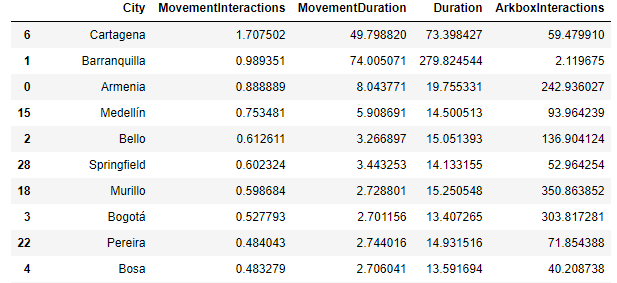 City MovementInteractions MovementDuration Duration ArkboxInteractions
6 Cartagena 1.707502 49.798820 73.398427 59.479910
1 Barranquilla 0.989351 74.005071 279.824544 2.119675
0 Armenia 0.888889 8.043771 19.755331 242.936027
15 Medellín 0.753481 5.908691 14.500513 93.964239
2 Bello 0.612611 3.266897 15.051393 136.904124
28 Springfield 0.602324 3.443253 14.133155 52.964254
18 Murillo 0.598684 2.728801 15.250548 350.863852
3 Bogotá 0.527793 2.701156 13.407265 303.817281
22 Pereira 0.484043 2.744016 14.931516 71.854388
4 Bosa 0.483279 2.706041 13.591694 40.208738